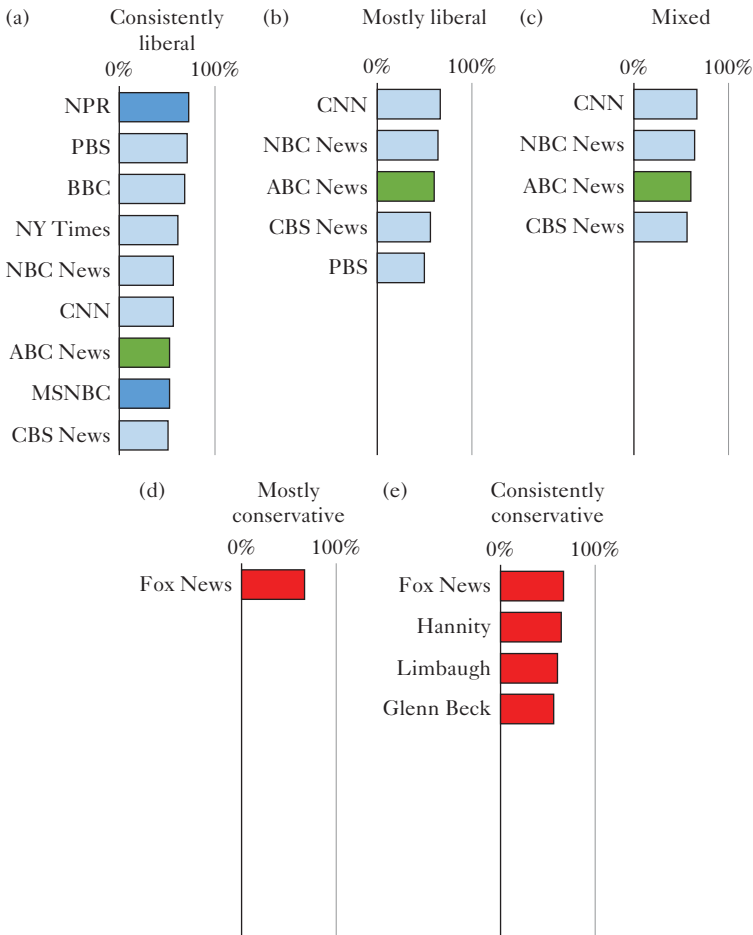 (a) Consistently
liberal
0% 100%
NPR
PBS
BBC
NY Times
NBC News
CNN
ABC News
MSNBC
CBS News
(b) Mostly liberal
0% 100%
CNN
NBC News
ABC News
CBS News
PBS
(c) Mixed
0% 100%
CNN
NBC News
ABC News
CBS News
(d) Mostly
conservative
0% 100%
Fox News
(e) Consistently
conservative
0% 100%
Fox News
Hannity
Limbaugh
Glenn Beck